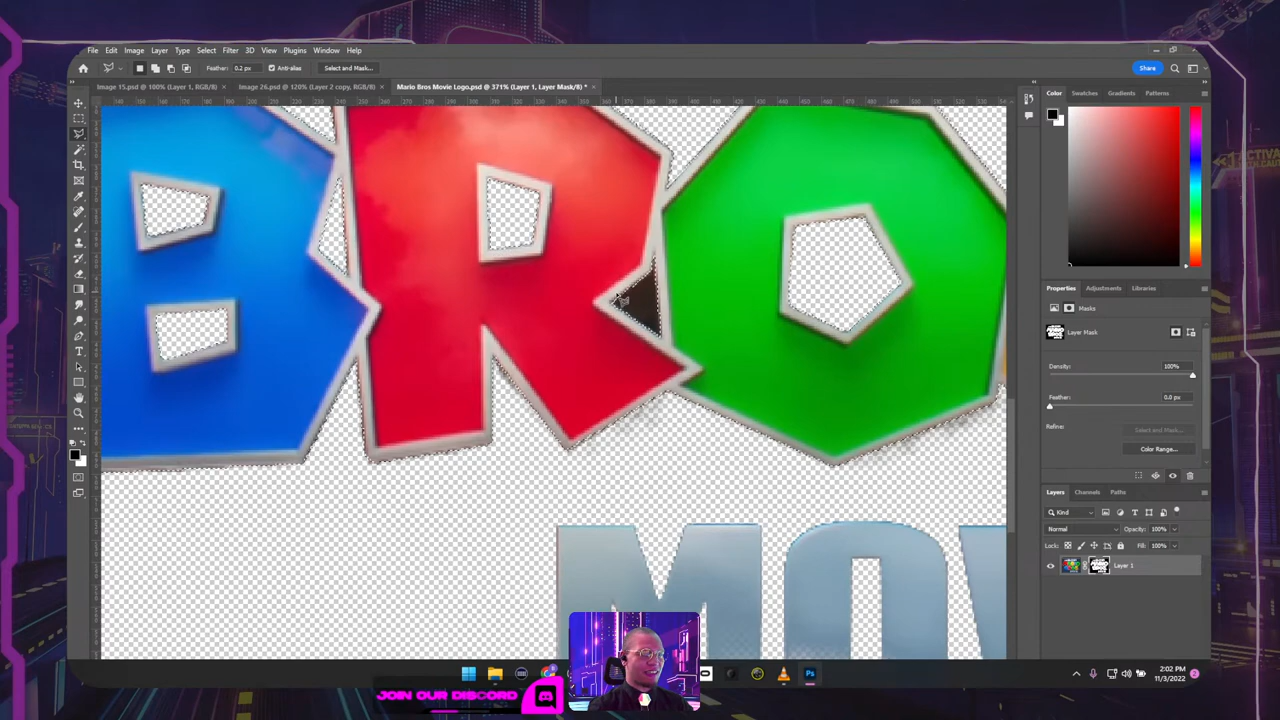 File Edit Image Layer Type Select Filter 3D View Plugins Window Help
Feather: 0.2 px Anti-alias Select and Mask... Share
Image 15.psd @ 100% (Layer 1, RGB/8) Image 26.psd @ 120% (Layer 2 copy, RGB/8) Mario Bros Movie Logo.psd @ 371% (Layer 1, Layer Mask/8) *
Color Swatches Gradients Patterns
BRO
MOV
Properties Adjustments Libraries
Masks
Layer Mask
Density: 100%
Feather: 0.0 px
Refine:
Select and Mask...
Color Range...
Layers Channels Paths
Kind
Normal Opacity: 100%
Lock: Fill: 100%
Layer 1
Ps
2:02 PM
11/3/2022
JOIN OUR DISCORD